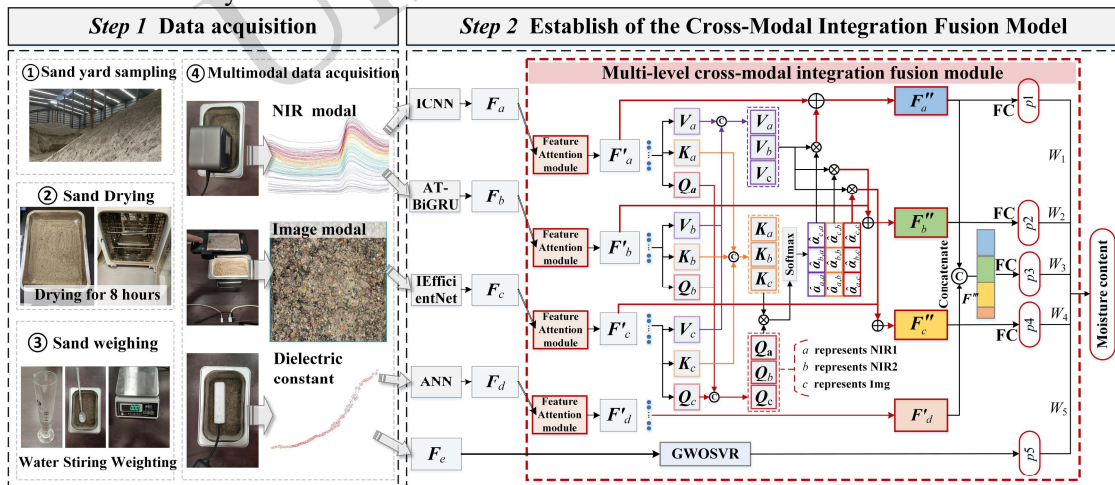 Step 1 Data acquisition
Step 2 Establish of the Cross-Modal Integration Fusion Model
① Sand yard sampling
② Sand Drying
Drying for 8 hours
③ Sand weighing
Water Stiring Weighting
④ Multimodal data acquisition
NIR modal
Image modal
Dielectric
constant
ICNN
AT-
BiGRU
IEffici
entNet
ANN
F_a
F_b
F_c
F_d
F_e
Multi-level cross-modal integration fusion module
Feature
Attention
module
F'_a
Feature
Attention
module
F'_b
Feature
Attention
module
F'_c
Feature
Attention
module
F'_d
V_a
K_a
Q_a
V_b
K_b
Q_b
V_c
K_c
Q_c
C
C
C
V_a
V_b
V_c
K_a
K_b
K_c
Q_a
Q_b
Q_c
Softmax
â_{c,a} â_{c,b} â_{c,c}
a represents NIR1
b represents NIR2
c represents Img
F''_a
F''_b
F''_c
F'_d
GWOSVR
Concatenate
C
F'''
FC
FC
FC
FC
p1
p2
p3
p4
p5
W_1
W_2
W_3
W_4
W_5
Moisture content